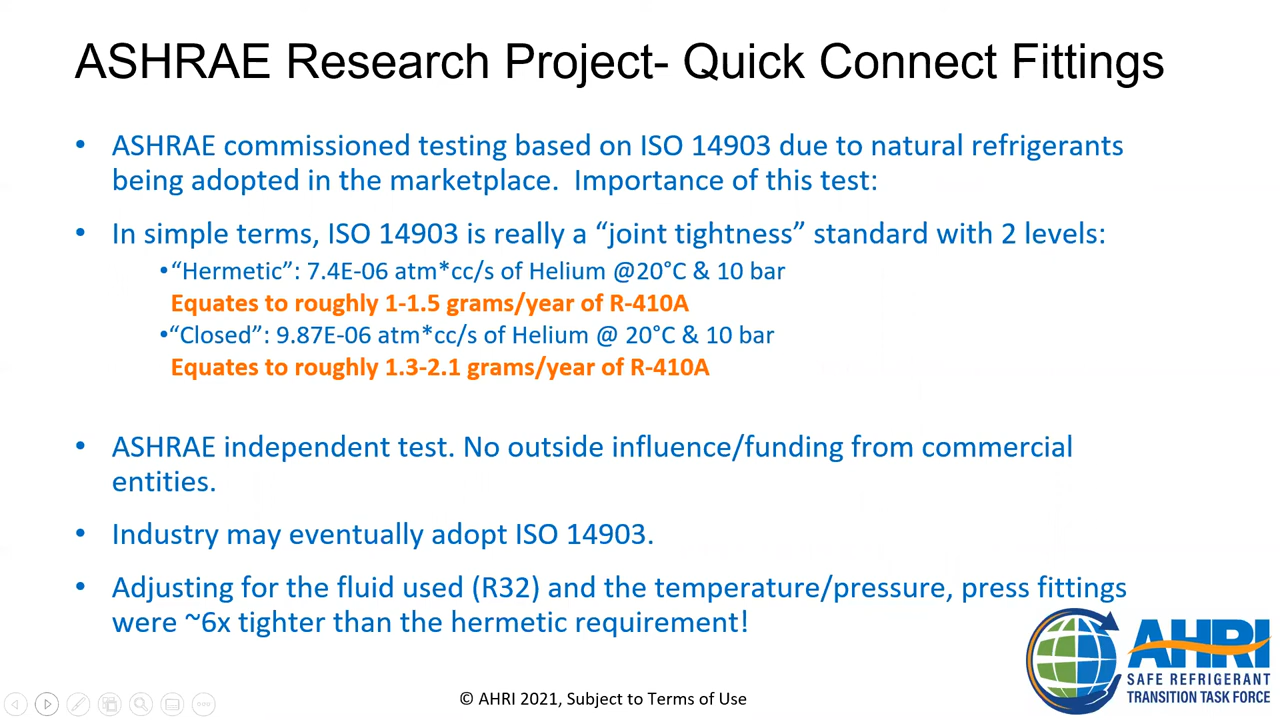 ASHRAE Research Project- Quick Connect Fittings
• ASHRAE commissioned testing based on ISO 14903 due to natural refrigerants
being adopted in the marketplace.  Importance of this test:
• In simple terms, ISO 14903 is really a “joint tightness” standard with 2 levels:
•“Hermetic”: 7.4E-06 atm*cc/s of Helium @20°C & 10 bar
Equates to roughly 1-1.5 grams/year of R-410A
•“Closed”: 9.87E-06 atm*cc/s of Helium @ 20°C & 10 bar
Equates to roughly 1.3-2.1 grams/year of R-410A
• ASHRAE independent test. No outside influence/funding from commercial
entities.
• Industry may eventually adopt ISO 14903.
• Adjusting for the fluid used (R32) and the temperature/pressure, press fittings
were ~6x tighter than the hermetic requirement!
AHRI
SAFE REFRIGERANT
TRANSITION TASK FORCE
© AHRI 2021, Subject to Terms of Use